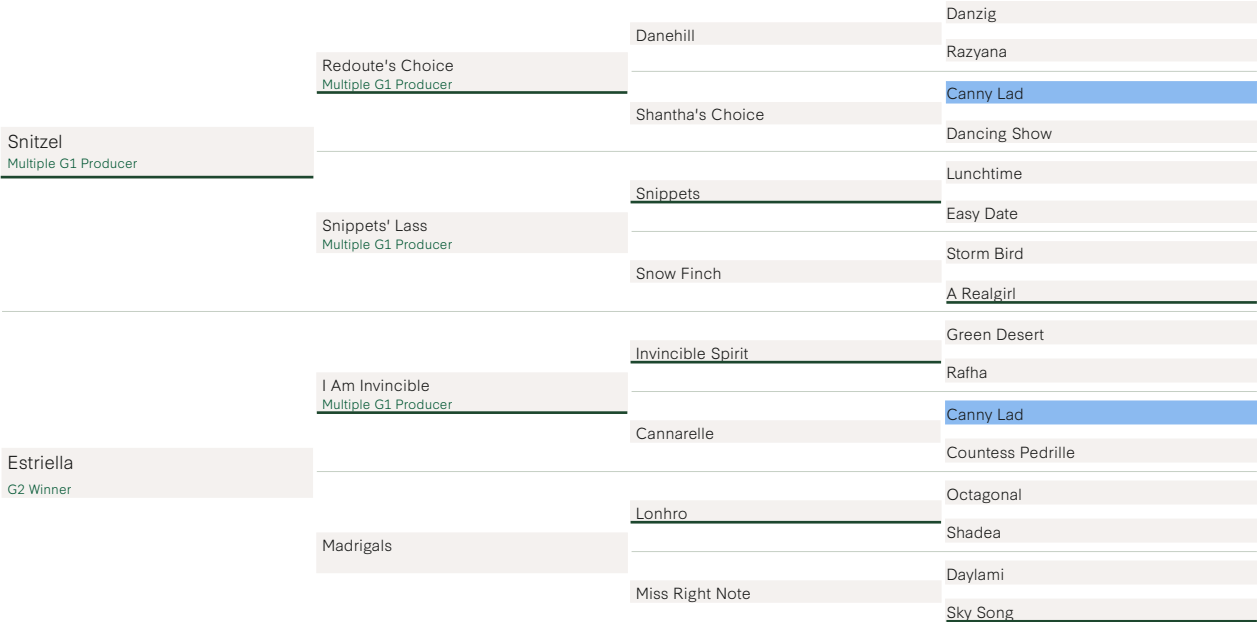 Snitzel
Multiple G1 Producer
Estriella
G2 Winner
Redoute's Choice
Multiple G1 Producer
Snippets' Lass
Multiple G1 Producer
I Am Invincible
Multiple G1 Producer
Madrigals
Danehill
Shantha's Choice
Snippets
Snow Finch
Invincible Spirit
Cannarelle
Lonhro
Miss Right Note
Danzig
Razyana
Canny Lad
Dancing Show
Lunchtime
Easy Date
Storm Bird
A Realgirl
Green Desert
Rafha
Canny Lad
Countess Pedrille
Octagonal
Shadea
Daylami
Sky Song